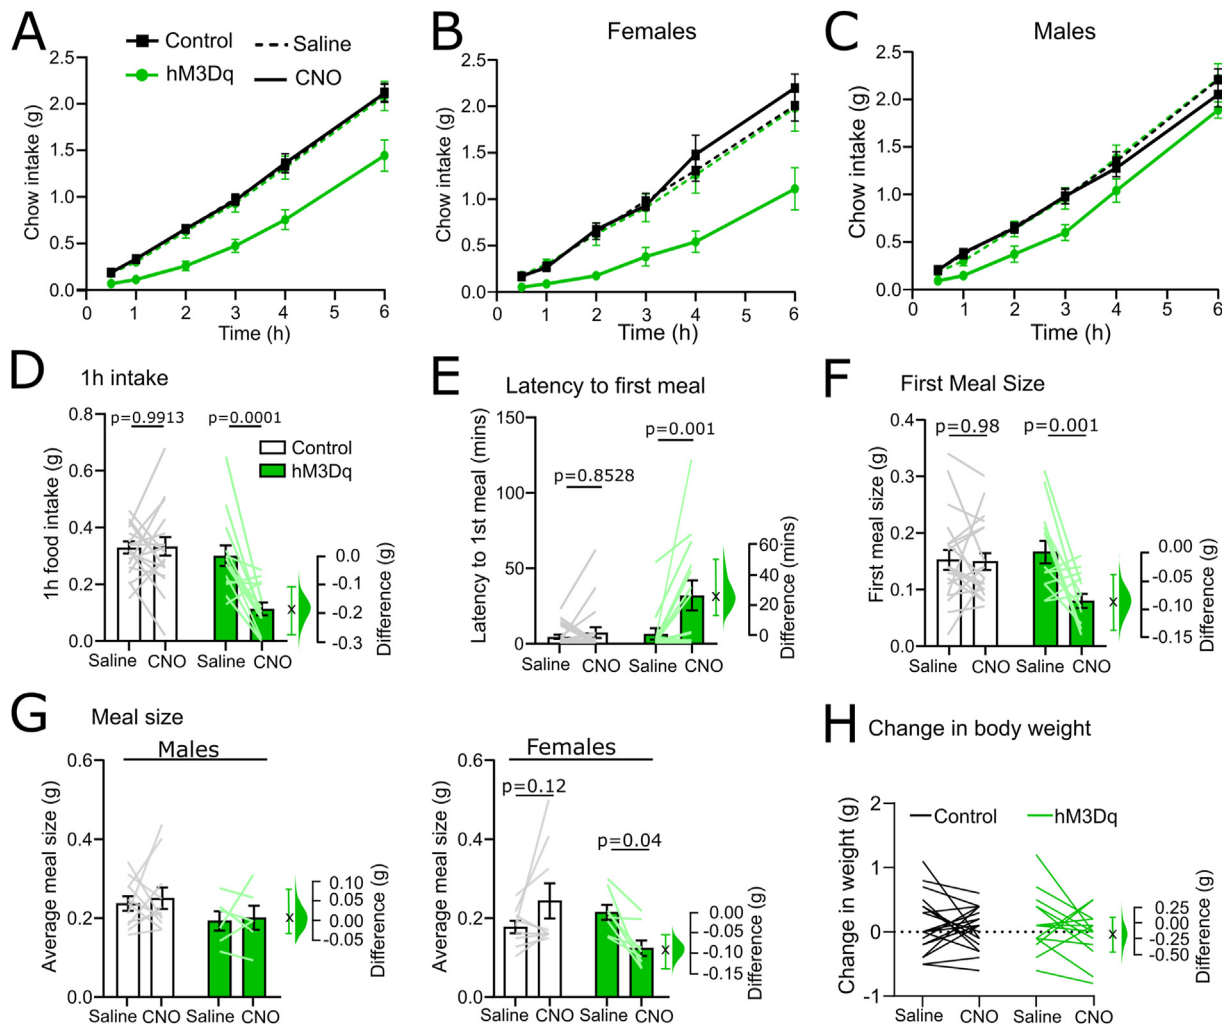 A
Control
Saline
hM3Dq
CNO
Chow intake (g)
2.5
2.0
1.5
1.0
0.5
0.0
0 1 2 3 4 5 6
Time (h)
B
Females
Chow intake (g)
2.5
2.0
1.5
1.0
0.5
0.0
0 1 2 3 4 5 6
Time (h)
C
Males
Chow intake (g)
2.5
2.0
1.5
1.0
0.5
0.0
0 1 2 3 4 5 6
Time (h)
D
1h intake
1h food intake (g)
0.8
0.6
0.4
0.2
0.0
p=0.9913
p=0.0001
Control
hM3Dq
0.0
-0.1
-0.2
-0.3
Difference (g)
Saline CNO Saline CNO
E
Latency to first meal
Latency to 1st meal (mins)
150
100
50
0
p=0.8528
p=0.001
60
40
20
0
Difference (mins)
Saline CNO Saline CNO
F
First Meal Size
First meal size (g)
0.4
0.3
0.2
0.1
0.0
p=0.98
p=0.001
0.00
-0.05
-0.10
-0.15
Difference (g)
Saline CNO Saline CNO
G
Meal size
Males
Average meal size (g)
0.6
0.4
0.2
0.0
0.10
0.05
0.00
-0.05
Difference (g)
Saline CNO Saline CNO
Females
Average meal size (g)
0.6
0.4
0.2
0.0
p=0.12
p=0.04
0.00
-0.05
-0.10
-0.15
Difference (g)
Saline CNO Saline CNO
H
Change in body weight
Change in weight (g)
2
1
0
-1
Control
hM3Dq
0.25
0.00
-0.25
-0.50
Difference (g)
Saline CNO Saline CNO